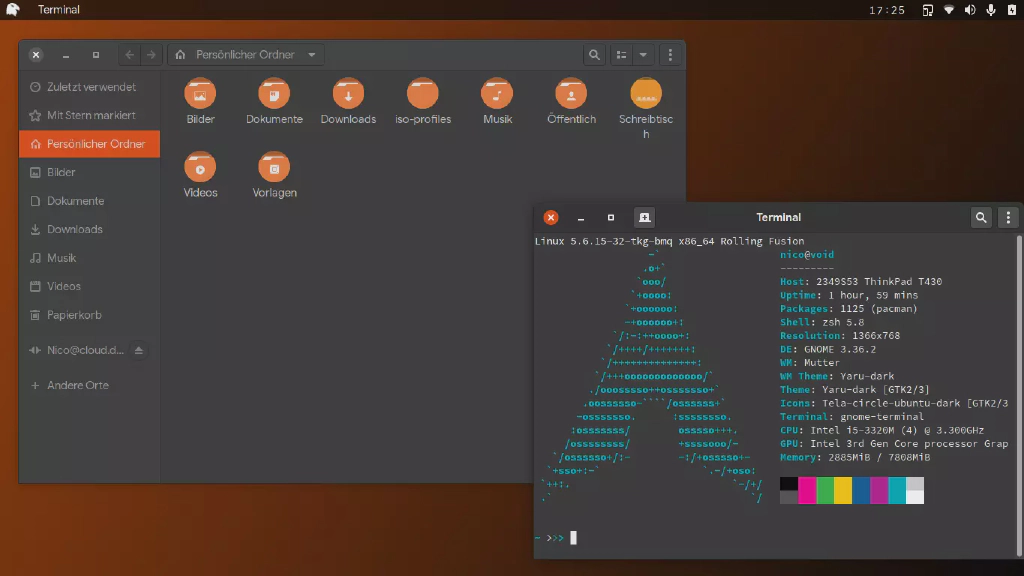 Terminal
17:25
Persönlicher Ordner
Zuletzt verwendet
Mit Stern markiert
Persönlicher Ordner
Bilder
Dokumente
Downloads
Musik
Videos
Papierkorb
Nico@cloud.d...
Andere Orte
Bilder
Dokumente
Downloads
iso-profiles
Musik
Öffentlich
Schreibtisc
h
Videos
Vorlagen
Terminal
Linux 5.6.15-32-tkg-bmq x86_64 Rolling Fusion
nico@void
---------
Host: 2349S53 ThinkPad T430
Uptime: 1 hour, 59 mins
Packages: 1125 (pacman)
Shell: zsh 5.8
Resolution: 1366x768
DE: GNOME 3.36.2
WM: Mutter
WM Theme: Yaru-dark
Theme: Yaru-dark [GTK2/3]
Icons: Tela-circle-ubuntu-dark [GTK2/3
Terminal: gnome-terminal
CPU: Intel i5-3320M (4) @ 3.300GHz
GPU: Intel 3rd Gen Core processor Grap
Memory: 2885MiB / 7808MiB
~ >>>